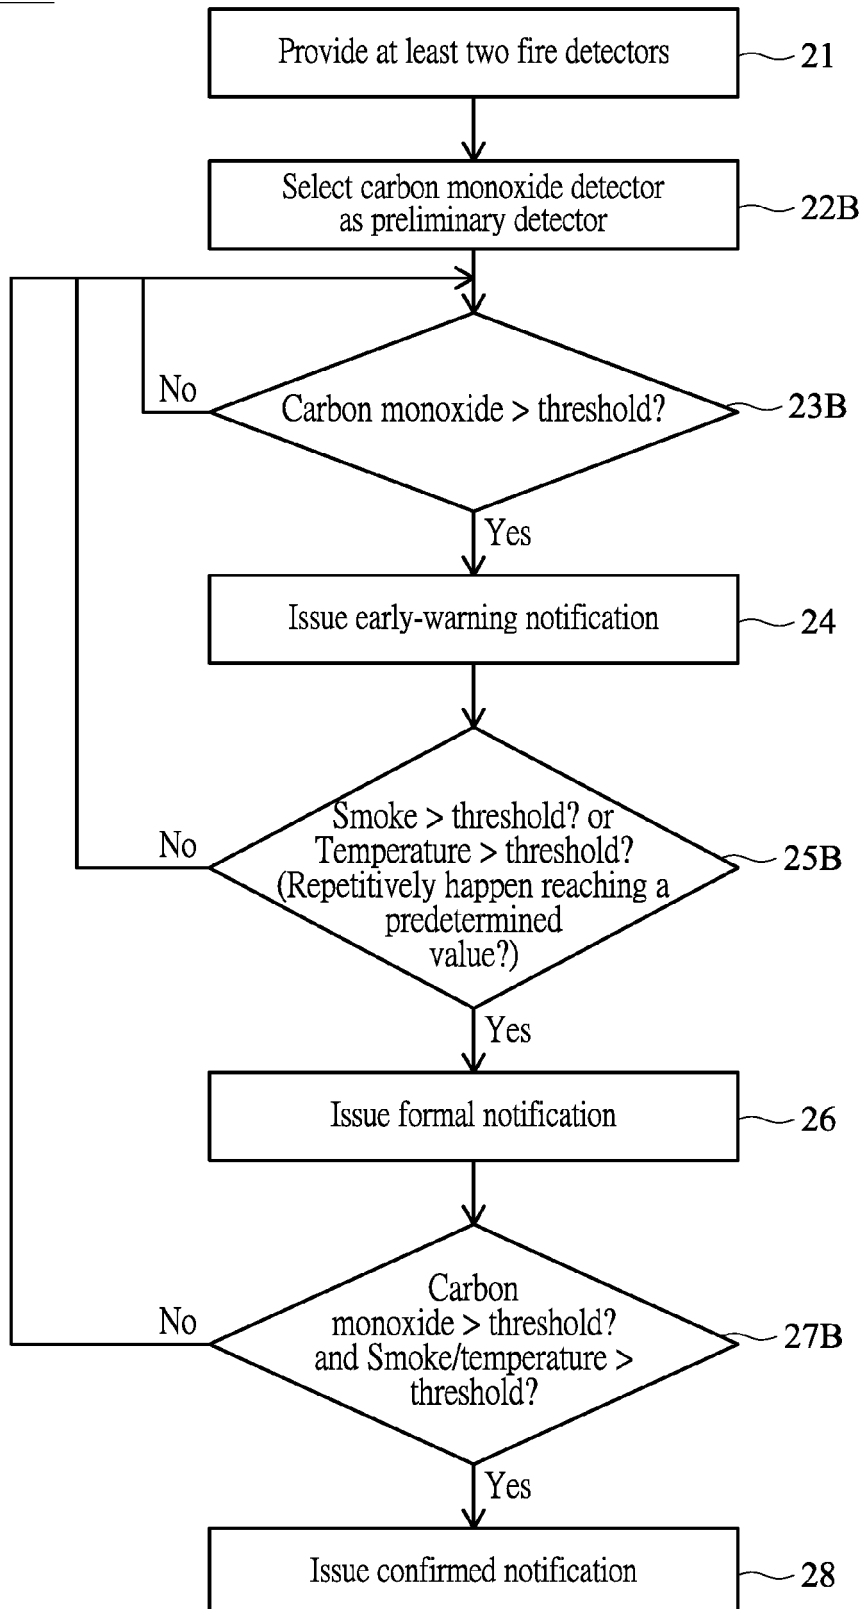 Provide at least two fire detectors
21
Select carbon monoxide detector
as preliminary detector
22B
No
Carbon monoxide > threshold?
23B
Yes
Issue early-warning notification
24
No
Smoke > threshold? or
Temperature > threshold?
(Repetitively happen reaching a
predetermined
value?)
25B
Yes
Issue formal notification
26
No
Carbon
monoxide > threshold?
and Smoke/temperature >
threshold?
27B
Yes
Issue confirmed notification
28